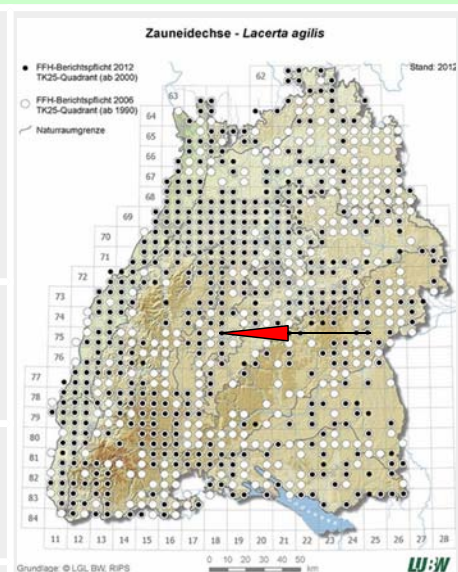 Zauneidechse - Lacerta agilis
FFH-Berichtspflicht 2012
TK25-Quadrant (ab 2000)
Stand: 2012
FFH-Berichtspflicht 2006
TK25-Quadrant (ab 1990)
Naturraumgrenze
62
63
64
65
66
67
68
69
70
71
72
73
74
75
76
77
78
79
80
81
82
83
84
11 12 13 14 15 16 17 18 19 20 21 22 23 24 25 26 27 28
0 10 20 30 40 50
km
Grundlage: © LGL BW, RIPS
LUBW